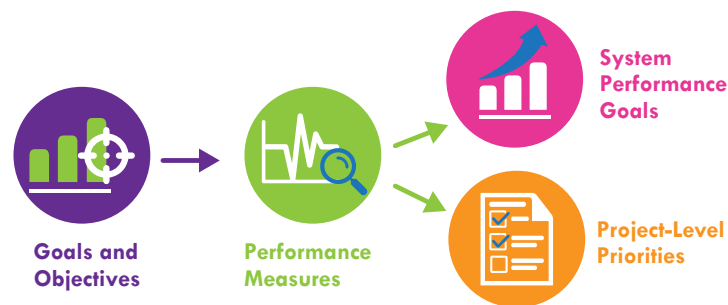 Goals and
Objectives
Performance
Measures
System
Performance
Goals
Project-Level
Priorities